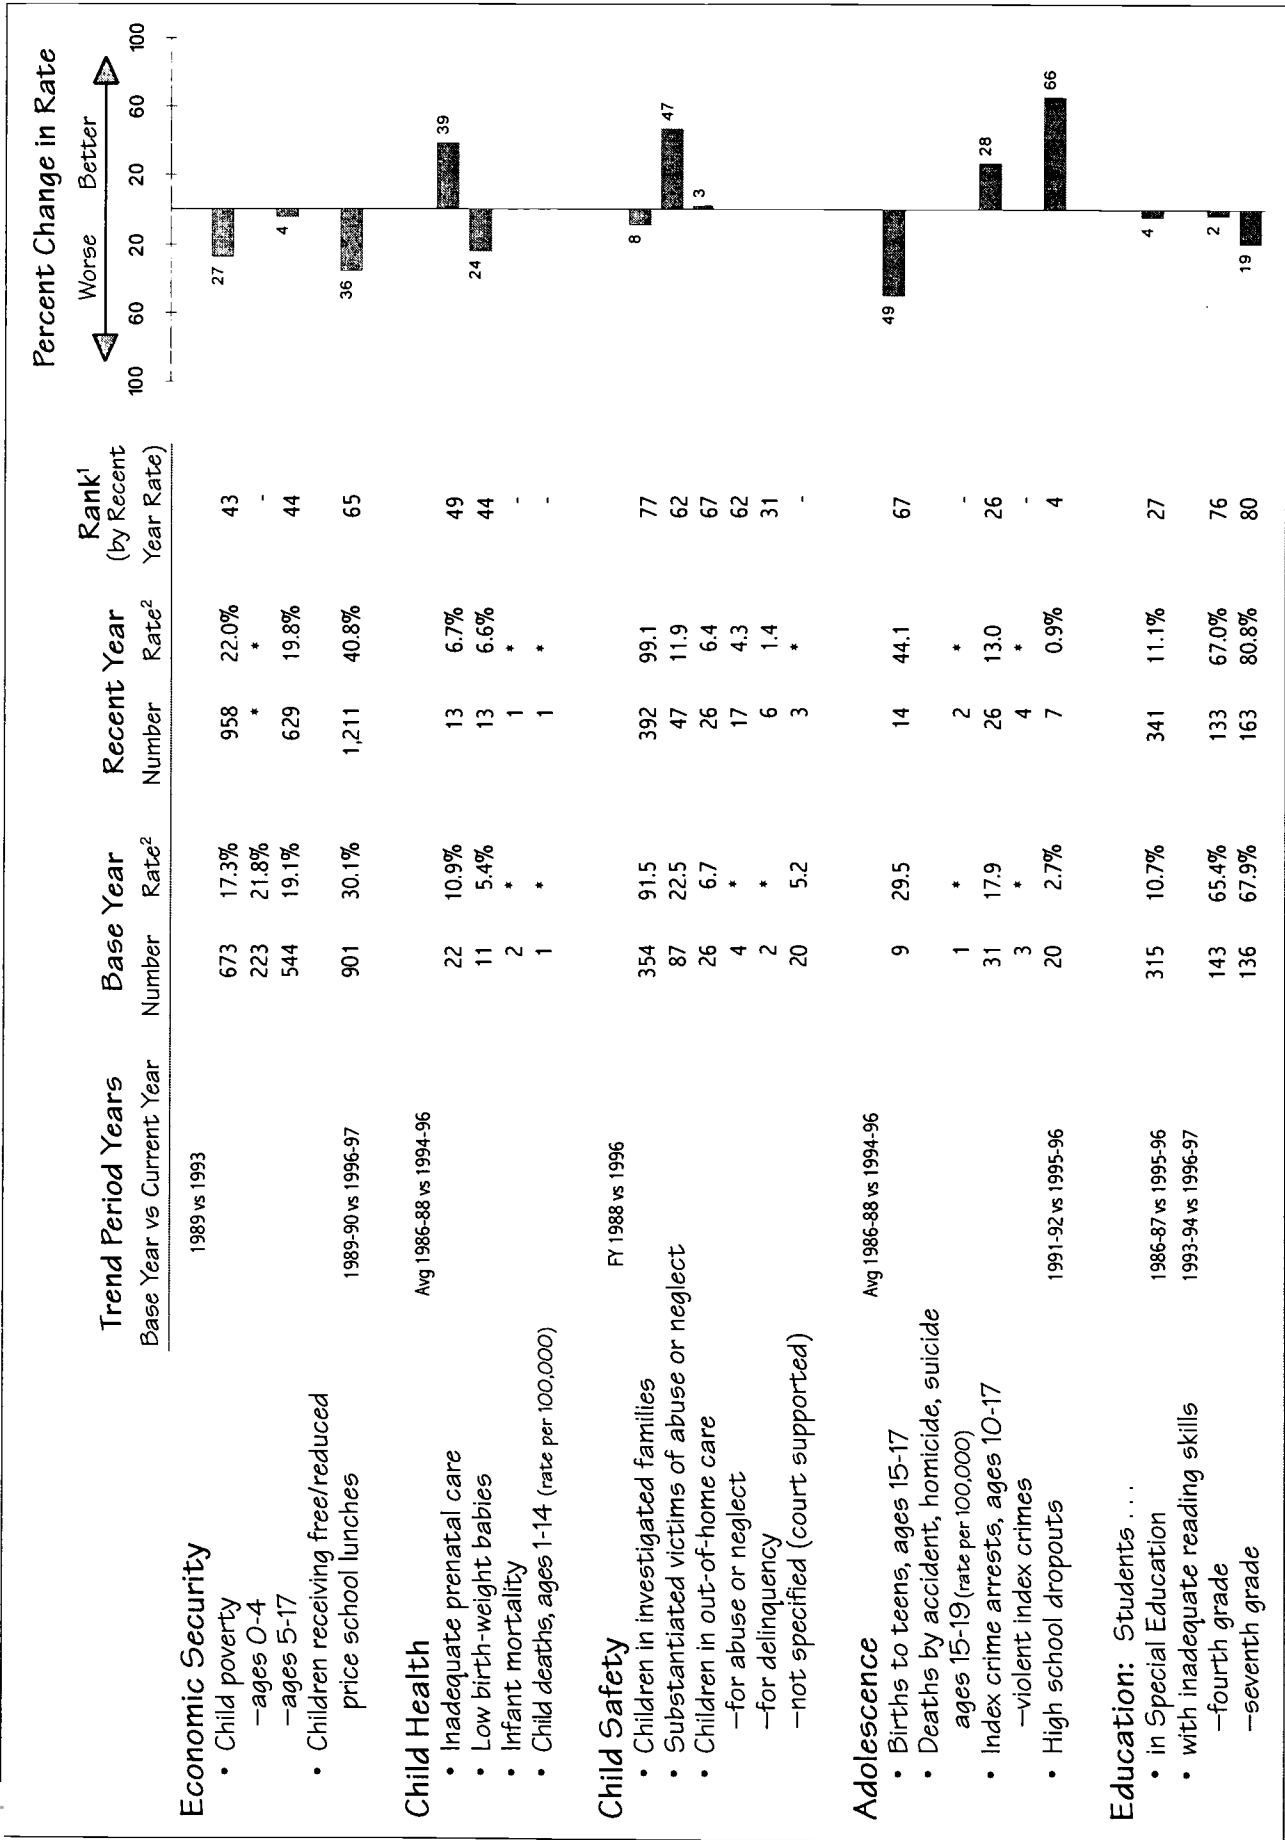 Trend Period Years Base Year Recent Year Rank¹ Percent Change in Rate
Base Year vs Current Year Number Rate² Number Rate² (by Recent Year Rate) Worse Better
100 60 20 20 60 100
Economic Security
1989 vs 1993
• Child poverty 673 17.3% 958 22.0% 43 27
–ages 0-4 223 21.8% * * -
–ages 5-17 544 19.1% 629 19.8% 44 4
• Children receiving free/reduced
price school lunches 1989-90 vs 1996-97 901 30.1% 1,211 40.8% 65 36
Child Health Avg 1986-88 vs 1994-96
• Inadequate prenatal care 22 10.9% 13 6.7% 49 39
• Low birth-weight babies 11 5.4% 13 6.6% 44 24
• Infant mortality 2 * 1 * -
• Child deaths, ages 1-14 (rate per 100,000) 1 * 1 * -
Child Safety FY 1988 vs 1996
• Children in investigated families 354 91.5 392 99.1 77 8
• Substantiated victims of abuse or neglect 87 22.5 47 11.9 62 47
• Children in out-of-home care 26 6.7 26 6.4 67 3
–for abuse or neglect 4 * 17 4.3 62
–for delinquency 2 * 6 1.4 31
–not specified (court supported) 20 5.2 3 * -
Adolescence Avg 1986-88 vs 1994-96
• Births to teens, ages 15-17 9 29.5 14 44.1 67 49
• Deaths by accident, homicide, suicide
ages 15-19 (rate per 100,000) 1 * 2 * -
• Index crime arrests, ages 10-17 31 17.9 26 13.0 26 28
–violent index crimes 3 * 4 * -
• High school dropouts 1991-92 vs 1995-96 20 2.7% 7 0.9% 4 66
Education: Students . . . .
• in Special Education 1986-87 vs 1995-96 315 10.7% 341 11.1% 27 4
• with inadequate reading skills 1993-94 vs 1996-97
–fourth grade 143 65.4% 133 67.0% 76 2
–seventh grade 136 67.9% 163 80.8% 80 19